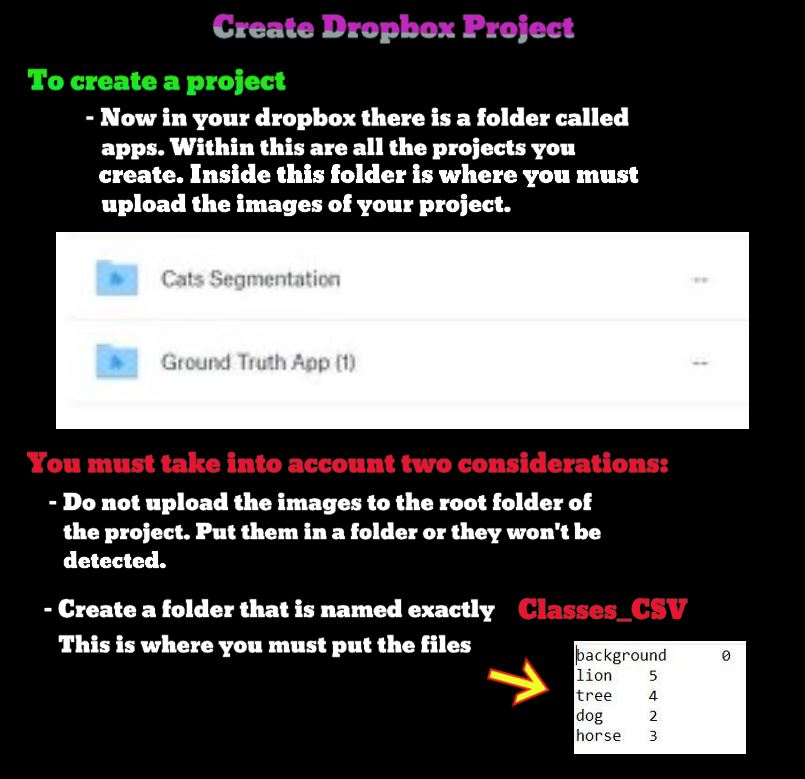 Create Dropbox Project
To create a project
- Now in your dropbox there is a folder called
apps. Within this are all the projects you
create. Inside this folder is where you must
upload the images of your project.
Cats Segmentation --
Ground Truth App (1) --
You must take into account two considerations:
- Do not upload the images to the root folder of
the project. Put them in a folder or they won't be
detected.
- Create a folder that is named exactly Classes_CSV
This is where you must put the files
background 0
lion 5
tree 4
dog 2
horse 3